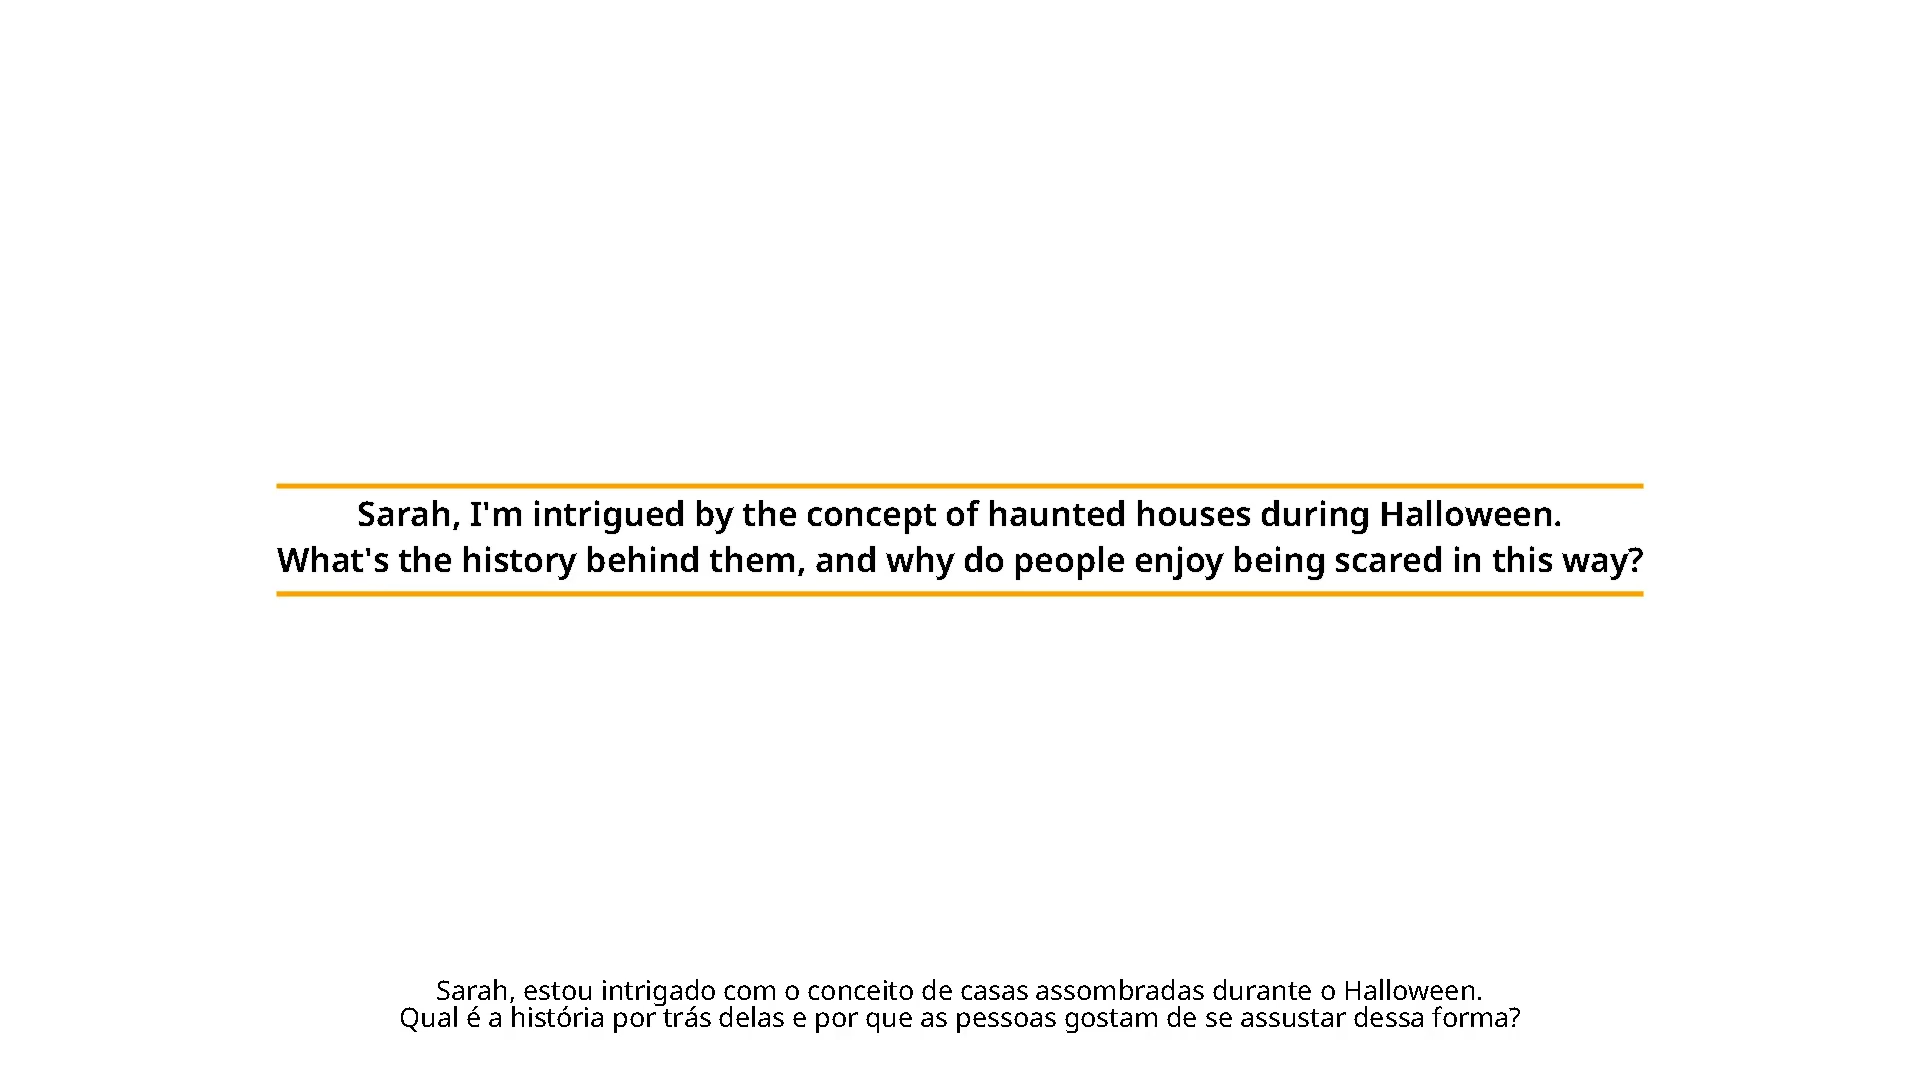 Sarah, I'm intrigued by the concept of haunted houses during Halloween.
What's the history behind them, and why do people enjoy being scared in this way?
Sarah, estou intrigado com o conceito de casas assombradas durante o Halloween.
Qual é a história por trás delas e por que as pessoas gostam de se assustar dessa forma?